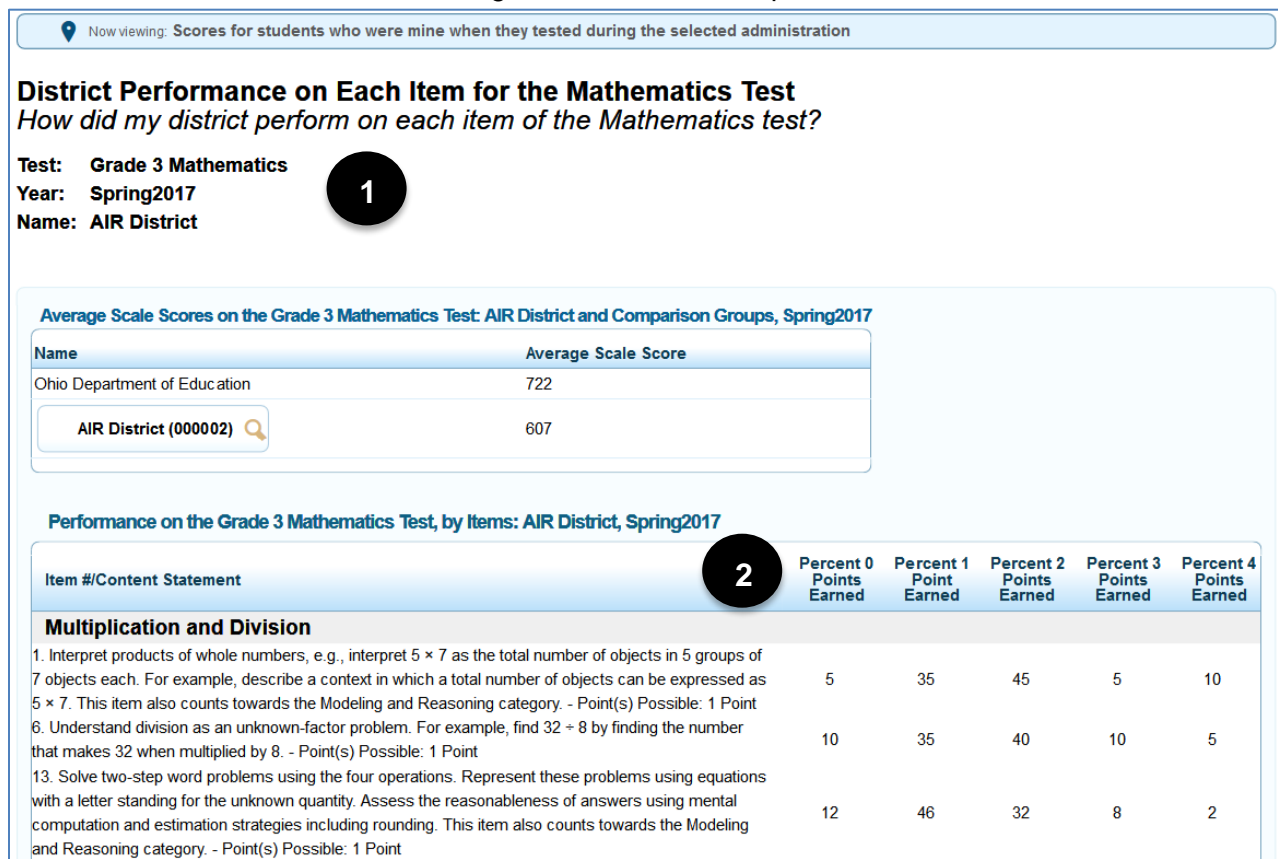 Now viewing: Scores for students who were mine when they tested during the selected administration
District Performance on Each Item for the Mathematics Test
How did my district perform on each item of the Mathematics test?
Test: Grade 3 Mathematics
Year: Spring2017
Name: AIR District
1
Average Scale Scores on the Grade 3 Mathematics Test: AIR District and Comparison Groups, Spring2017
Name Average Scale Score
Ohio Department of Education 722
AIR District (000002) 607
Performance on the Grade 3 Mathematics Test, by Items: AIR District, Spring2017
2
Item #/Content Statement Percent 0 Points Earned Percent 1 Point Earned Percent 2 Points Earned Percent 3 Points Earned Percent 4 Points Earned
Multiplication and Division
1. Interpret products of whole numbers, e.g., interpret 5 × 7 as the total number of objects in 5 groups of
7 objects each. For example, describe a context in which a total number of objects can be expressed as
5 × 7. This item also counts towards the Modeling and Reasoning category. - Point(s) Possible: 1 Point
5 35 45 5 10
6. Understand division as an unknown-factor problem. For example, find 32 ÷ 8 by finding the number
that makes 32 when multiplied by 8. - Point(s) Possible: 1 Point
10 35 40 10 5
13. Solve two-step word problems using the four operations. Represent these problems using equations
with a letter standing for the unknown quantity. Assess the reasonableness of answers using mental
computation and estimation strategies including rounding. This item also counts towards the Modeling
and Reasoning category. - Point(s) Possible: 1 Point
12 46 32 8 2